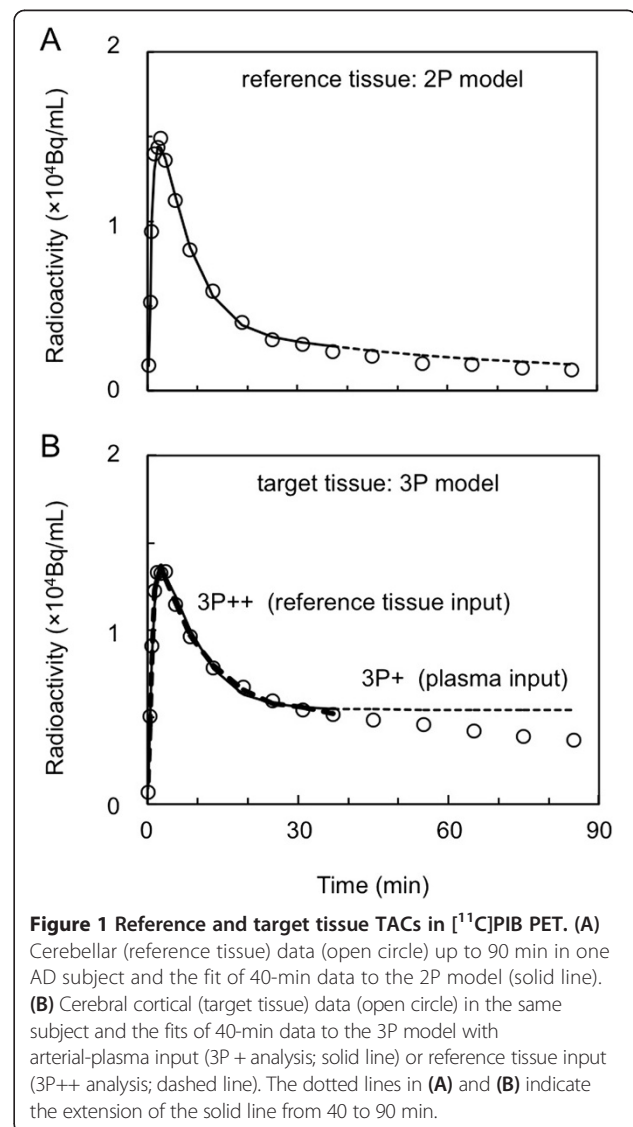 A
2
reference tissue: 2P model
1
0
Radioactivity (×10⁴Bq/mL)
B
2
target tissue: 3P model
3P++ (reference tissue input)
1
3P+ (plasma input)
0
Radioactivity (×10⁴Bq/mL)
0 30 60 90
Time (min)
Figure 1 Reference and target tissue TACs in [¹¹C]PIB PET. (A)
Cerebellar (reference tissue) data (open circle) up to 90 min in one
AD subject and the fit of 40-min data to the 2P model (solid line).
(B) Cerebral cortical (target tissue) data (open circle) in the same
subject and the fits of 40-min data to the 3P model with
arterial-plasma input (3P + analysis; solid line) or reference tissue input
(3P++ analysis; dashed line). The dotted lines in (A) and (B) indicate
the extension of the solid line from 40 to 90 min.